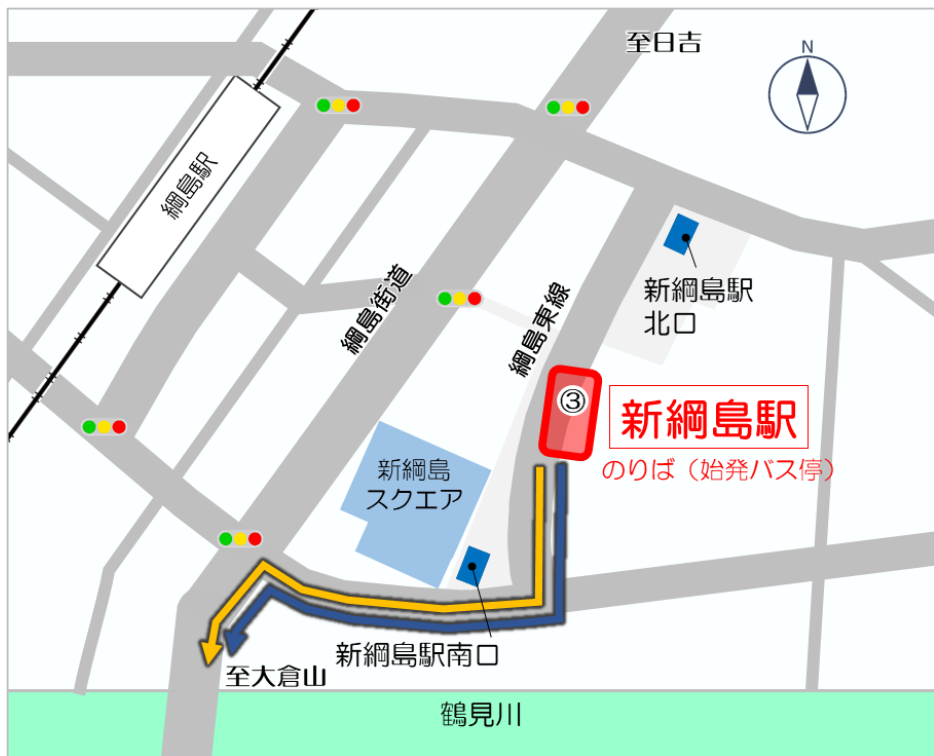 至日吉
N
綱島駅
綱島街道
綱島東線
新綱島駅
北口
③
新綱島駅
のりば（始発バス停）
新綱島
スクエア
新綱島駅南口
至大倉山
鶴見川